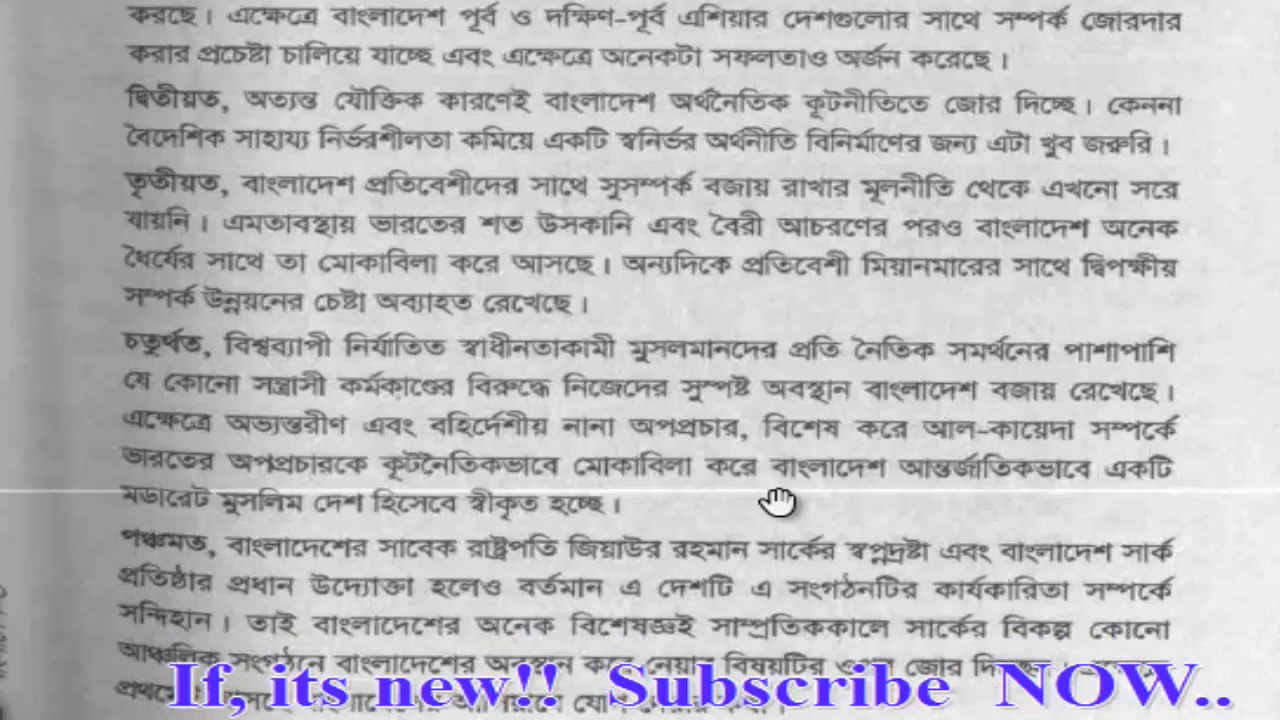 করছে। এক্ষেত্রে বাংলাদেশ পূর্ব ও দক্ষিণ-পূর্ব এশিয়ার দেশগুলোর সাথে সম্পর্ক জোরদার
করার প্রচেষ্টা চালিয়ে যাচ্ছে এবং এক্ষেত্রে অনেকটা সফলতাও অর্জন করেছে।
দ্বিতীয়ত, অত্যন্ত যৌক্তিক কারণেই বাংলাদেশ অর্থনৈতিক কূটনীতিতে জোর দিচ্ছে। কেননা
বৈদেশিক সাহায্য নির্ভরশীলতা কমিয়ে একটি স্বনির্ভর অর্থনীতি বিনির্মাণের জন্য এটা খুব জরুরি।
তৃতীয়ত, বাংলাদেশ প্রতিবেশীদের সাথে সুসম্পর্ক বজায় রাখার মূলনীতি থেকে এখনো সরে
যায়নি। এমতাবস্থায় ভারতের শত উসকানি এবং বৈরী আচরণের পরও বাংলাদেশ অনেক
ধৈর্যের সাথে তা মোকাবিলা করে আসছে। অন্যদিকে প্রতিবেশী মিয়ানমারের সাথে দ্বিপক্ষীয়
সম্পর্ক উন্নয়নের চেষ্টা অব্যাহত রেখেছে।
চতুর্থত, বিশ্বব্যাপী নির্যাতিত স্বাধীনতাকামী মুসলমানদের প্রতি নৈতিক সমর্থনের পাশাপাশি
যে কোনো সন্ত্রাসী কর্মকাণ্ডের বিরুদ্ধে নিজেদের সুস্পষ্ট অবস্থান বাংলাদেশ বজায় রেখেছে।
এক্ষেত্রে অভ্যন্তরীণ এবং বহির্দেশীয় নানা অপপ্রচার, বিশেষ করে আল-কায়েদা সম্পর্কে
ভারতের অপপ্রচারকে কূটনৈতিকভাবে মোকাবিলা করে বাংলাদেশ আন্তর্জাতিকভাবে একটি
মডারেট মুসলিম দেশ হিসেবে স্বীকৃত হচ্ছে।
পঞ্চমত, বাংলাদেশের সাবেক রাষ্ট্রপতি জিয়াউর রহমান সার্কের স্বপ্নদ্রষ্টা এবং বাংলাদেশ সার্ক
প্রতিষ্ঠার প্রধান উদ্যোক্তা হলেও বর্তমান এ দেশটি এ সংগঠনটির কার্যকারিতা সম্পর্কে
সন্দিহান। তাই বাংলাদেশের অনেক বিশেষজ্ঞই সাম্প্রতিককালে সার্কের বিকল্প কোনো
আঞ্চলিক সংগঠনে বাংলাদেশের নেয়ার বিষয়টির জোর
If, its new!! Subscribe NOW..